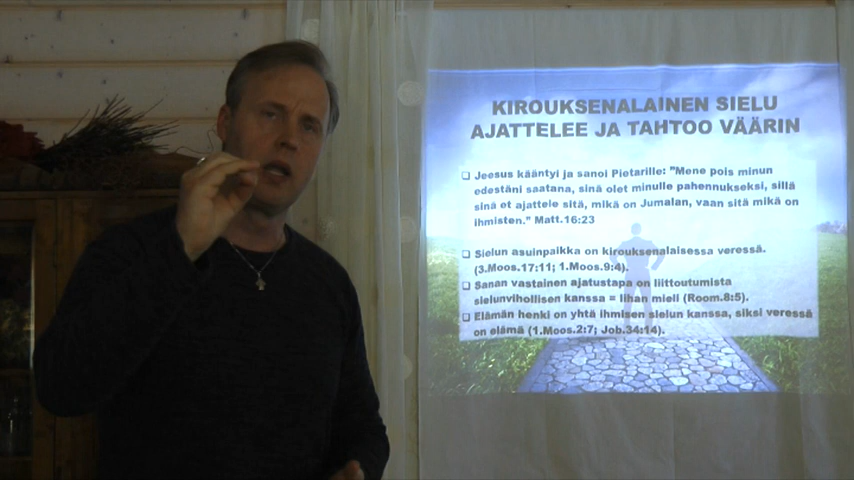 KIROUKSENALAINEN SIELU
AJATTELEE JA TAHTOO VÄÄRIN
❑ Jeesus kääntyi ja sanoi Pietarille: "Mene pois minun
edestäni saatana, sinä olet minulle pahennukseksi, sillä
sinä et ajattele sitä, mikä on Jumalan, vaan sitä mikä on
ihmisten." Matt.16:23
❑ Sielun asuinpaikka on kirouksenalaisessa veressä.
(3.Moos.17:11; 1.Moos.9:4).
❑ Sanan vastainen ajatustapa on liittoutumista
sielunvihollisen kanssa = lihan mieli (Room.8:5).
❑ Elämän henki on yhtä ihmisen sielun kanssa, siksi veressä
on elämä (1.Moos.2:7; Job.34:14).